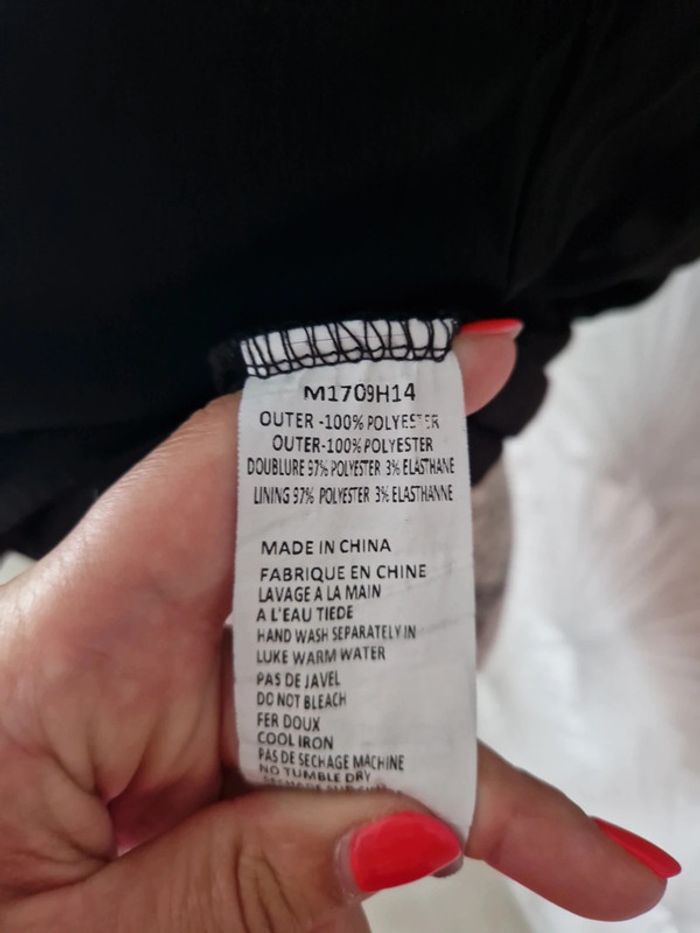 M1709H14
OUTER -100% POLYESTER
OUTER-100% POLYESTER
DOUBLURE 97% POLYESTER 3% ELASTHANE
LINING 97% POLYESTER 3% ELASTHANNE
MADE IN CHINA
FABRIQUE EN CHINE
LAVAGE A LA MAIN
A L'EAU TIEDE
HAND WASH SEPARATELY IN
LUKE WARM WATER
PAS DE JAVEL
DO NOT BLEACH
FER DOUX
COOL IRON
PAS DE SECHAGE MACHINE
NO TUMBLE DRY